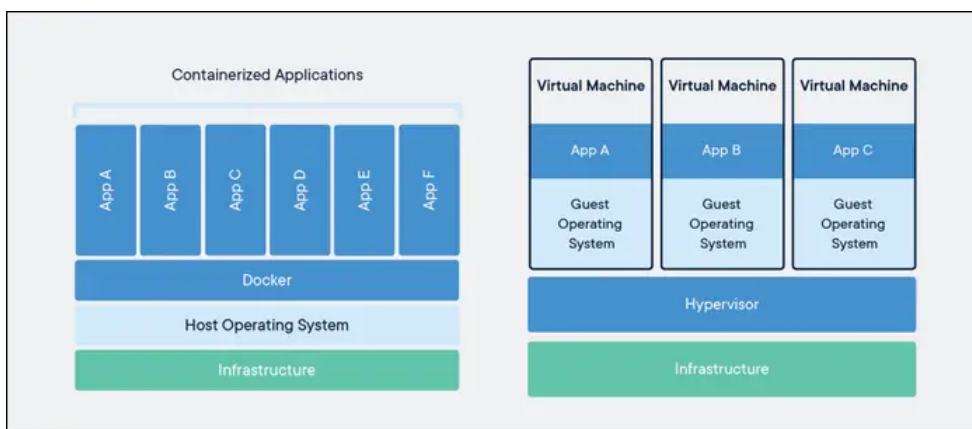 Containerized Applications
App A
App B
App C
App D
App E
App F
Docker
Host Operating System
Infrastructure
Virtual Machine
App A
Guest
Operating
System
Virtual Machine
App B
Guest
Operating
System
Virtual Machine
App C
Guest
Operating
System
Hypervisor
Infrastructure